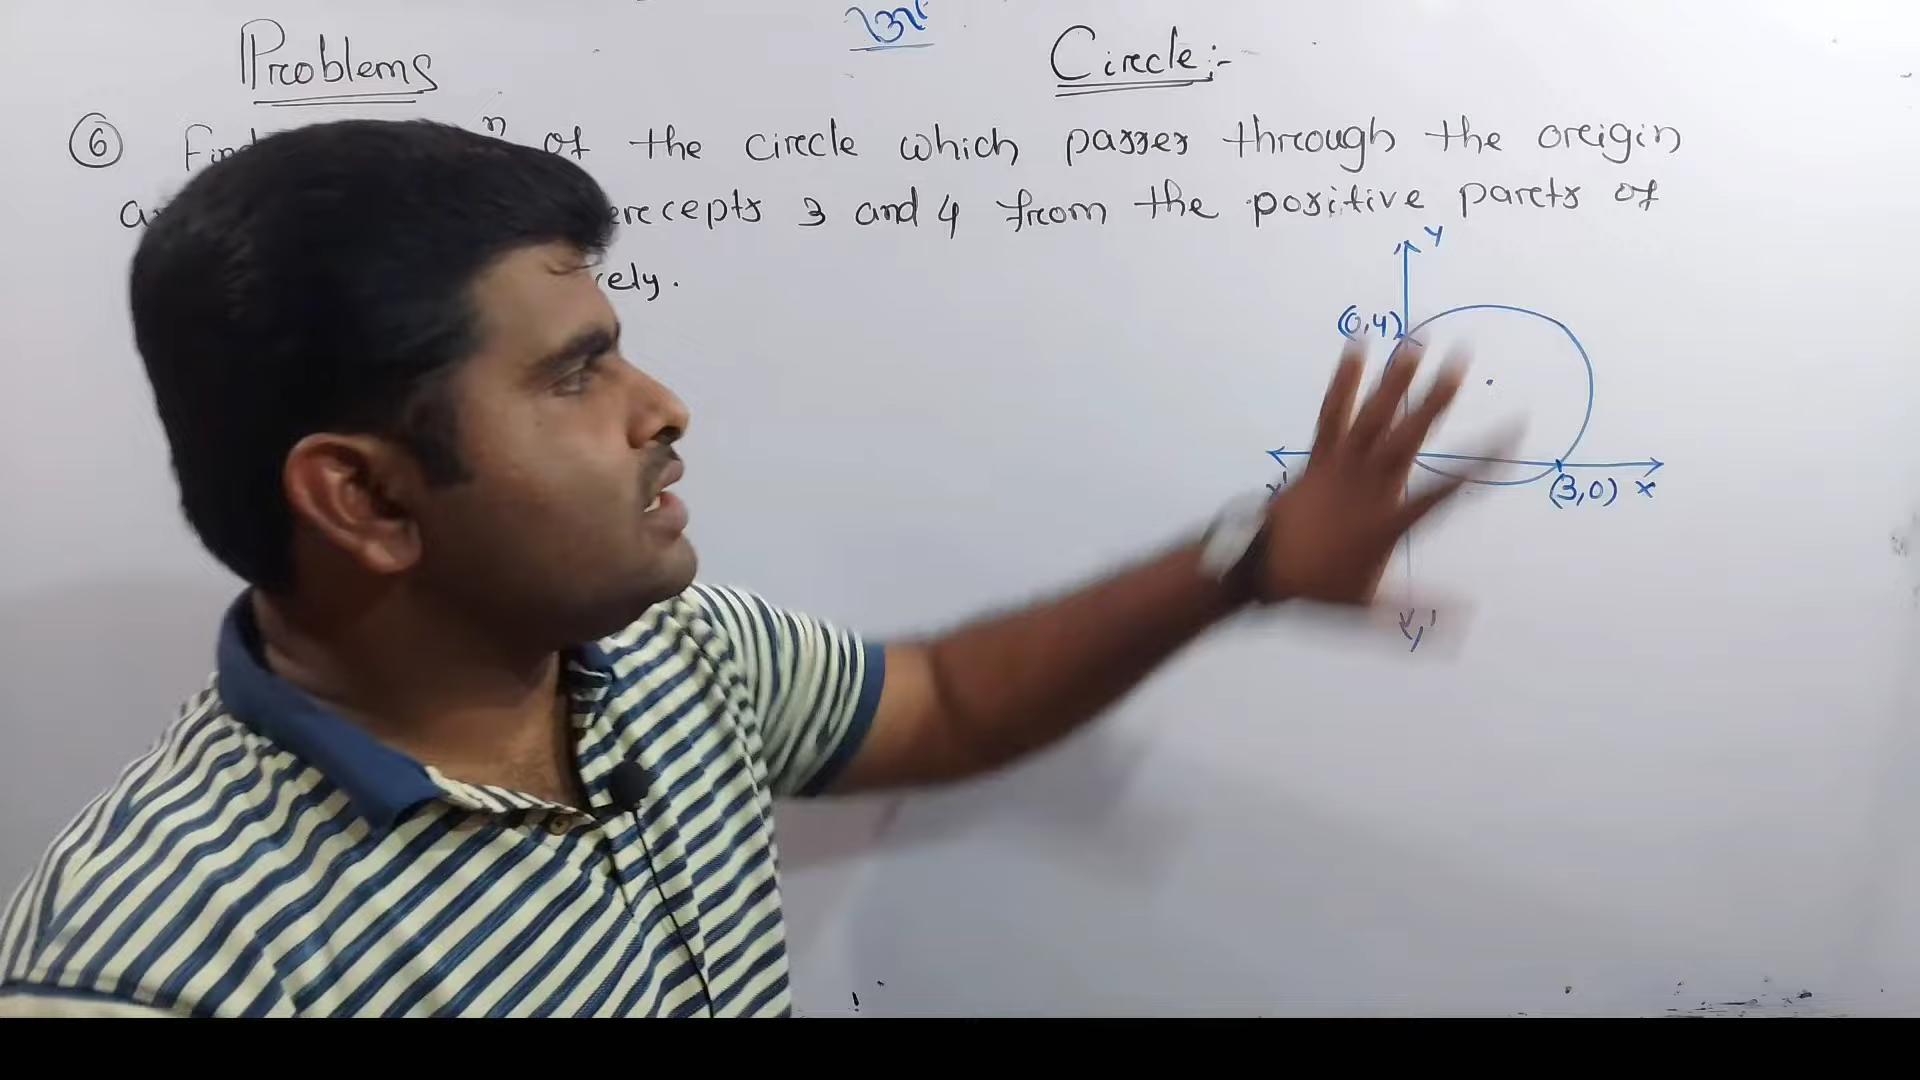 Problems
Circle:-
6 Find n of the circle which passes through the origin
erecepts 3 and 4 from the positive parts of
ely.
Y
(0,4)
X'
(3,0) X
Y'